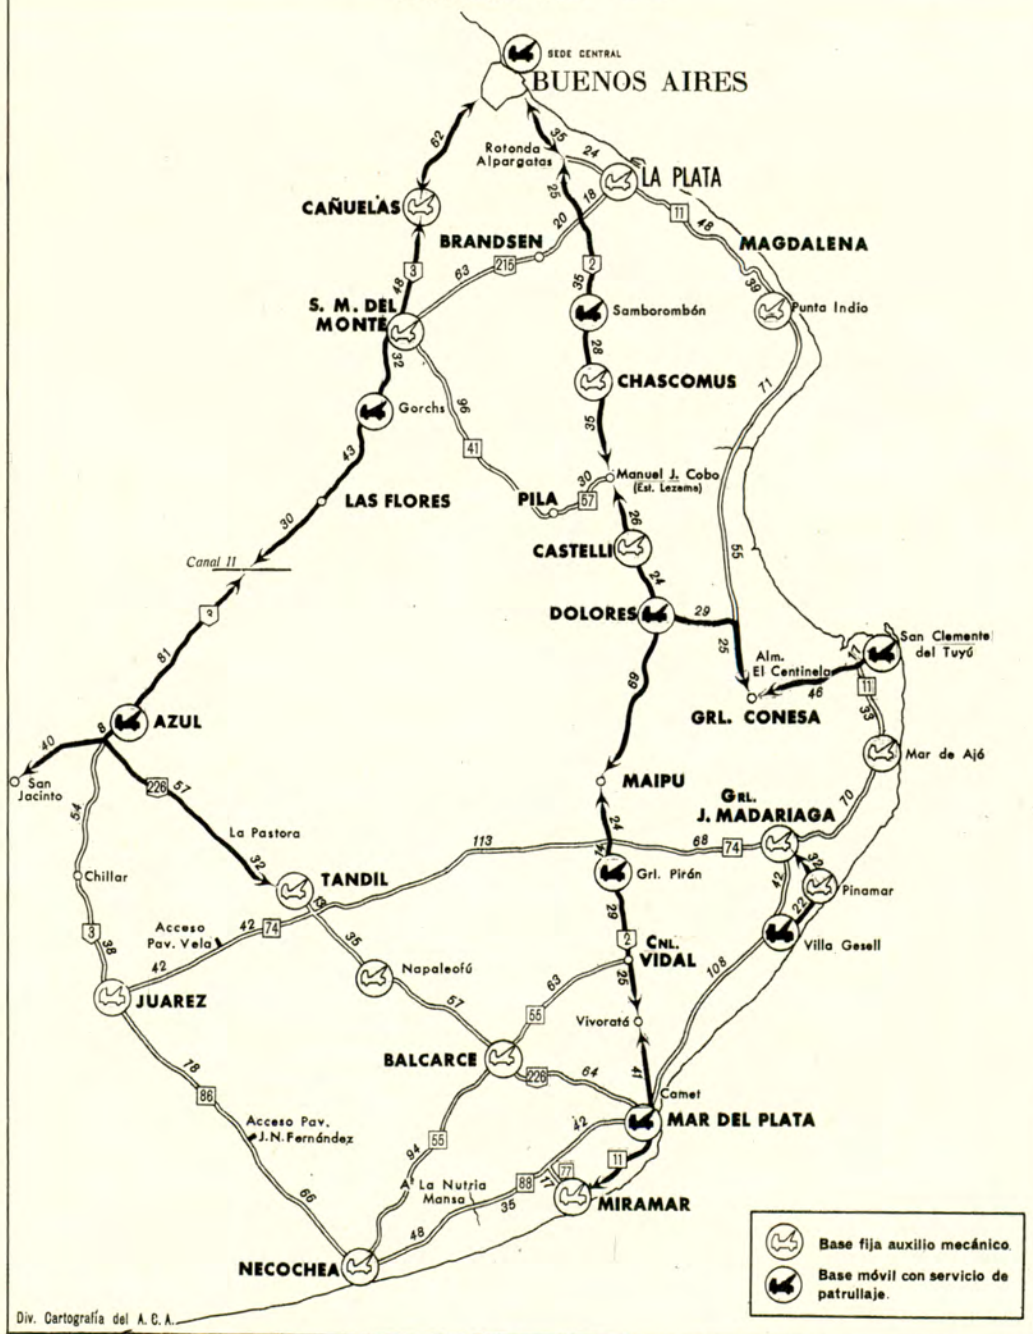 SEDE CENTRAL
BUENOS AIRES
62
35
Rotonda
Alpargatas
24
LA PLATA
25
18
CAÑUELAS
11
48
20
BRANDSEN
MAGDALENA
3
215
63
2
48
35
39
S. M. DEL
MONTE
Samborombón
Punta Indio
32
28
CHASCOMUS
71
Gorchs
96
35
43
41
30
Manuel J. Cobo
(Est. Lezama)
LAS FLORES
PILA
57
30
26
CASTELLI
55
Canal 11
24
3
DOLORES
29
San Clemente
del Tuyú
81
25
Alm.
El Centinela
17
46
11
69
GRL. CONESA
33
AZUL
8
40
Mar de Ajó
San
Jacinto
226
57
MAIPU
GRL.
J. MADARIAGA
70
54
La Pastora
24
113
68
74
32
14
32
Chillar
TANDIL
Grl. Pirán
42
Pinamar
13
22
Acceso
Pav. Vela
42
74
29
3
38
35
2
CNL.
VIDAL
Villa Gesell
42
Napaleofú
108
JUAREZ
57
63
25
55
Vivoratá
BALCARCE
78
226
64
41
86
Camet
MAR DEL PLATA
Acceso Pav.
J.N.Fernández
55
42
94
11
77
La Nutria
Mansa
88
17
35
MIRAMAR
66
48
NECOCHEA
Base fija auxilio mecánico.
Base móvil con servicio de
patrullaje.
Div. Cartografía del A. C. A.